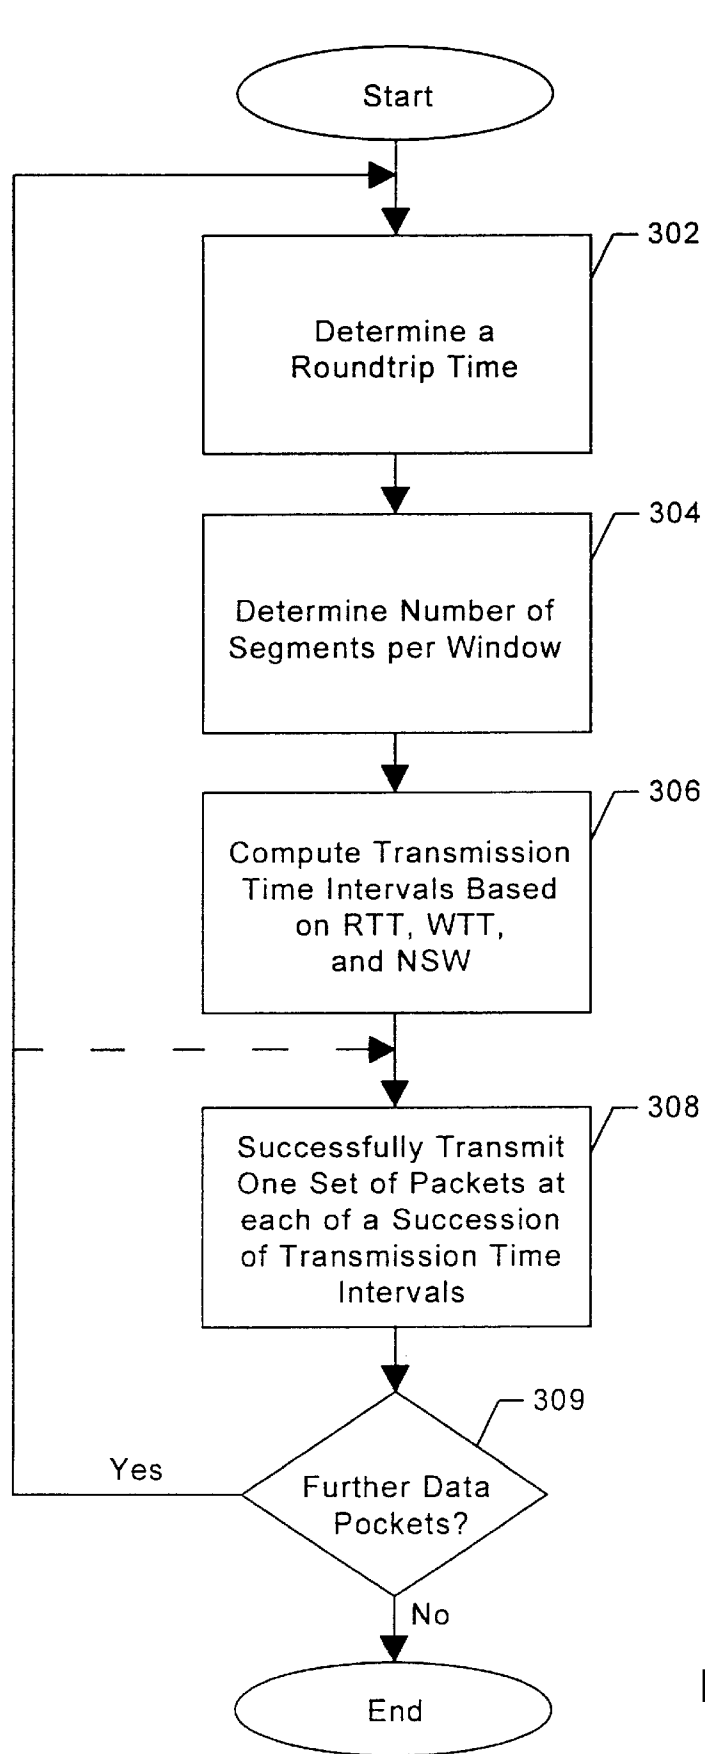 Start
302
Determine a
Roundtrip Time
304
Determine Number of
Segments per Window
306
Compute Transmission
Time Intervals Based
on RTT, WTT,
and NSW
308
Successfully Transmit
One Set of Packets at
each of a Succession
of Transmission Time
Intervals
309
Yes
Further Data
Pockets?
No
End